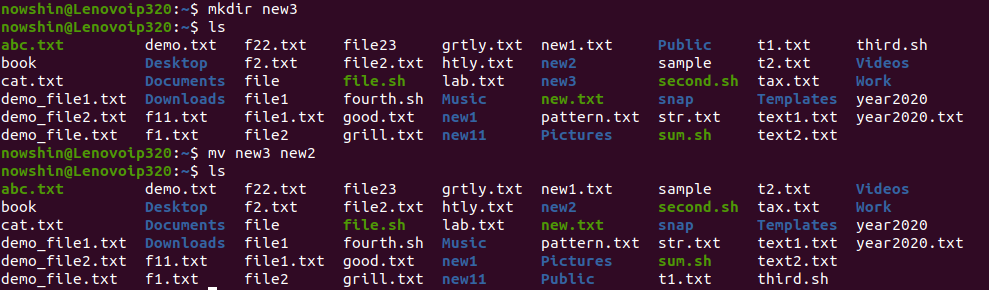 nowshin@Lenovoip320:~$ mkdir new3
nowshin@Lenovoip320:~$ ls
abc.txt demo.txt f22.txt file23 grtly.txt new1.txt Public t1.txt third.sh
book Desktop f2.txt file2.txt htly.txt new2 sample t2.txt Videos
cat.txt Documents file file.sh lab.txt new3 second.sh tax.txt Work
demo_file1.txt Downloads file1 fourth.sh Music new.txt snap Templates year2020
demo_file2.txt f11.txt file1.txt good.txt new1 pattern.txt str.txt text1.txt year2020.txt
demo_file.txt f1.txt file2 grill.txt new11 Pictures sum.sh text2.txt
nowshin@Lenovoip320:~$ mv new3 new2
nowshin@Lenovoip320:~$ ls
abc.txt demo.txt f22.txt file23 grtly.txt new1.txt sample t2.txt Videos
book Desktop f2.txt file2.txt htly.txt new2 second.sh tax.txt Work
cat.txt Documents file file.sh lab.txt new.txt snap Templates year2020
demo_file1.txt Downloads file1 fourth.sh Music pattern.txt str.txt text1.txt year2020.txt
demo_file2.txt f11.txt file1.txt good.txt new1 Pictures sum.sh text2.txt
demo_file.txt f1.txt file2 grill.txt new11 Public t1.txt third.sh